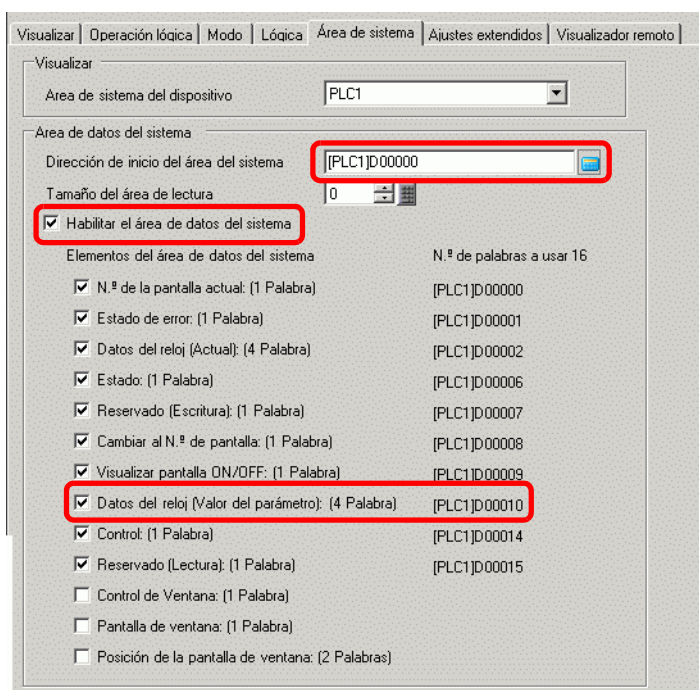 Visualizar | Operación lógica | Modo | Lógica | Área de sistema | Ajustes extendidos | Visualizador remoto
Visualizar
Area de sistema del dispositivo PLC1
Area de datos del sistema
Dirección de inicio del área del sistema [PLC1]D00000
Tamaño del área de lectura 0
Habilitar el área de datos del sistema
Elementos del área de datos del sistema N.º de palabras a usar 16
N.º de la pantalla actual: (1 Palabra) [PLC1]D00000
Estado de error: (1 Palabra) [PLC1]D00001
Datos del reloj (Actual): (4 Palabra) [PLC1]D00002
Estado: (1 Palabra) [PLC1]D00006
Reservado (Escritura): (1 Palabra) [PLC1]D00007
Cambiar al N.º de pantalla: (1 Palabra) [PLC1]D00008
Visualizar pantalla ON/OFF: (1 Palabra) [PLC1]D00009
Datos del reloj (Valor del parámetro): (4 Palabra) [PLC1]D00010
Control: (1 Palabra) [PLC1]D00014
Reservado (Lectura): (1 Palabra) [PLC1]D00015
Control de Ventana: (1 Palabra)
Pantalla de ventana: (1 Palabra)
Posición de la pantalla de ventana: (2 Palabras)